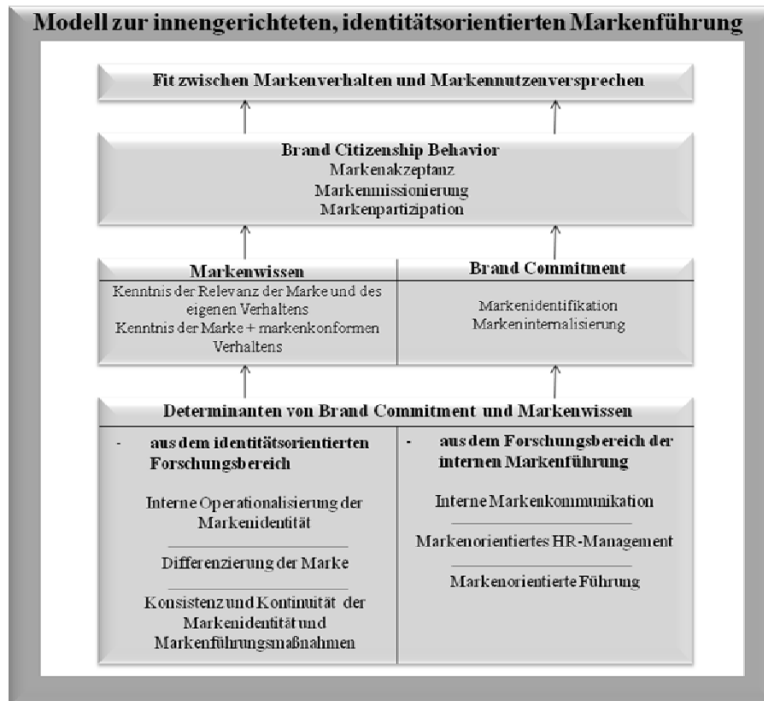 Modell zur innengerichteten, identitätsorientierten Markenführung
Fit zwischen Markenverhalten und Markennutzenversprechen
Brand Citizenship Behavior
Markenakzeptanz
Markenmissionierung
Markenpartizipation
Markenwissen
Kenntnis der Relevanz der Marke und des
eigenen Verhaltens
Kenntnis der Marke + markenkonformen
Verhaltens
Brand Commitment
Markenidentifikation
Markeninternalisierung
Determinanten von Brand Commitment und Markenwissen
- aus dem identitätsorientierten
Forschungsbereich
Interne Operationalisierung der
Markenidentität
Differenzierung der Marke
Konsistenz und Kontinuität der
Markenidentität und
Markenführungsmaßnahmen
- aus dem Forschungsbereich der
internen Markenführung
Interne Markenkommunikation
Markenorientiertes HR-Management
Markenorientierte Führung